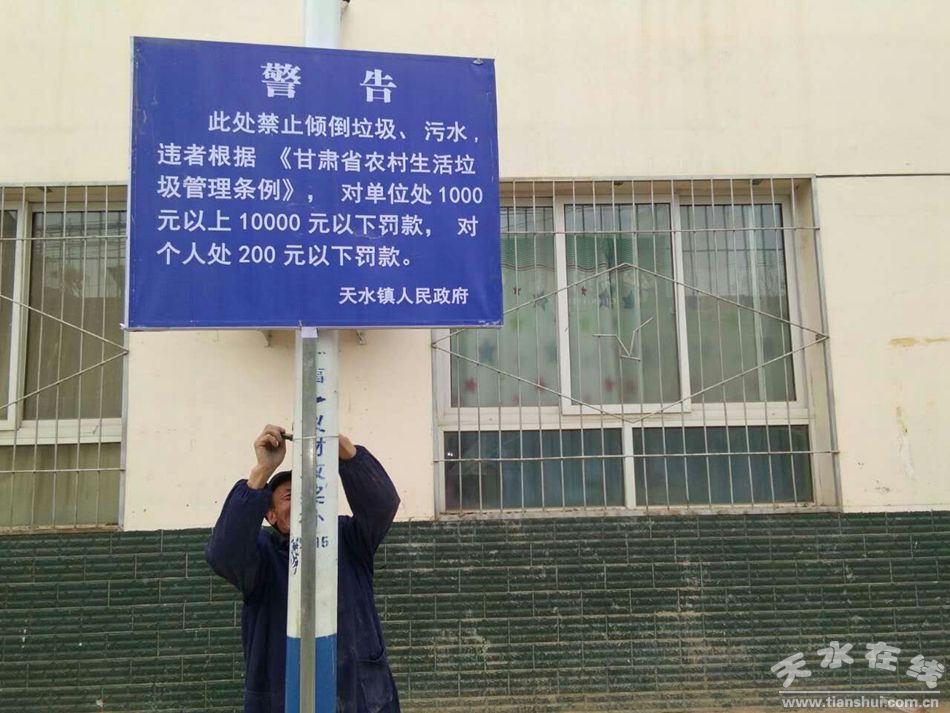 警告
此处禁止倾倒垃圾、污水，
违者根据 《甘肃省农村生活垃
圾管理条例》， 对单位处1000
元以上10000元以下罚款， 对
个人处200元以下罚款。
天水镇人民政府
天水在线
www.tianshui.com.cn